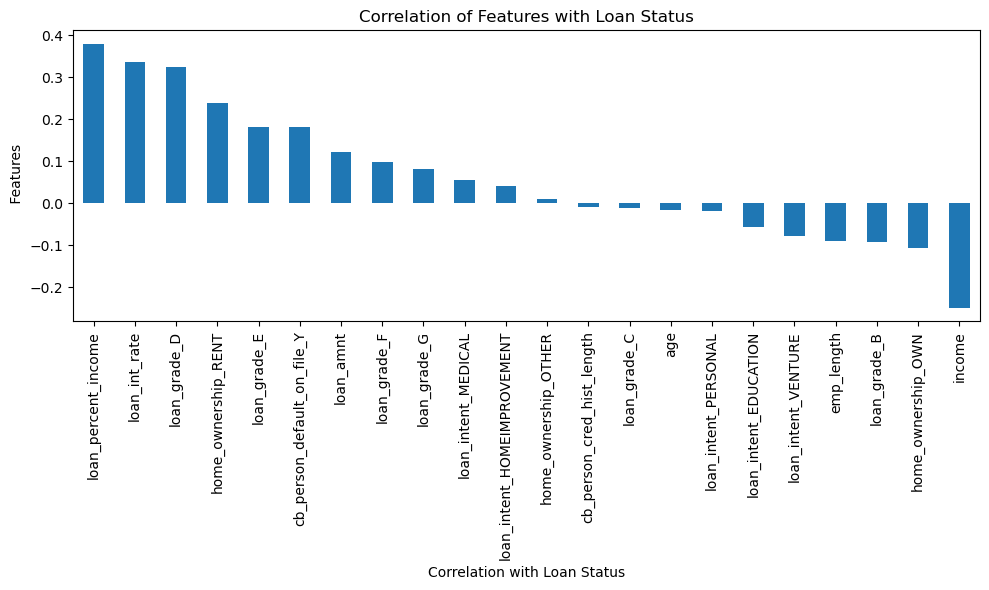 Correlation of Features with Loan Status
Features
0.4
0.3
0.2
0.1
0.0
−0.1
−0.2
loan_percent_income
loan_int_rate
loan_grade_D
home_ownership_RENT
loan_grade_E
cb_person_default_on_file_Y
loan_amnt
loan_grade_F
loan_grade_G
loan_intent_MEDICAL
loan_intent_HOMEIMPROVEMENT
home_ownership_OTHER
cb_person_cred_hist_length
loan_grade_C
age
loan_intent_PERSONAL
loan_intent_EDUCATION
loan_intent_VENTURE
emp_length
loan_grade_B
home_ownership_OWN
income
Correlation with Loan Status